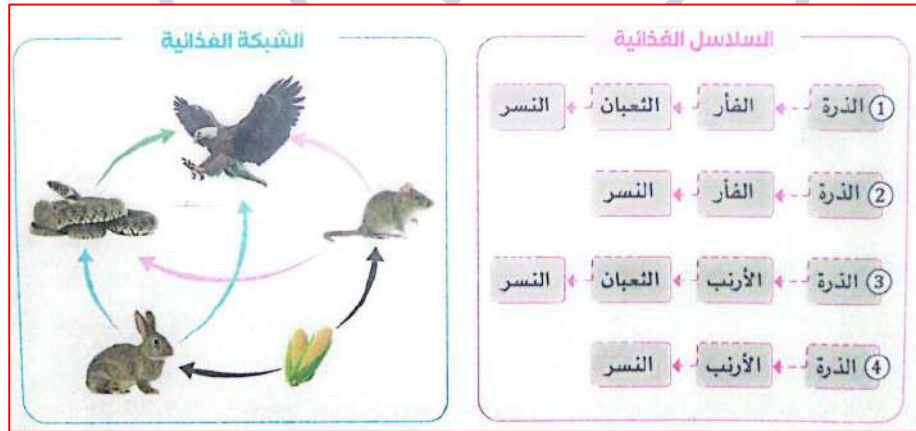 السلاسل الغذائية
① الذرة الفأر الثعبان النسر
② الذرة الفأر النسر
③ الذرة الأرنب الثعبان النسر
④ الذرة الأرنب النسر
الشبكة الغذائية